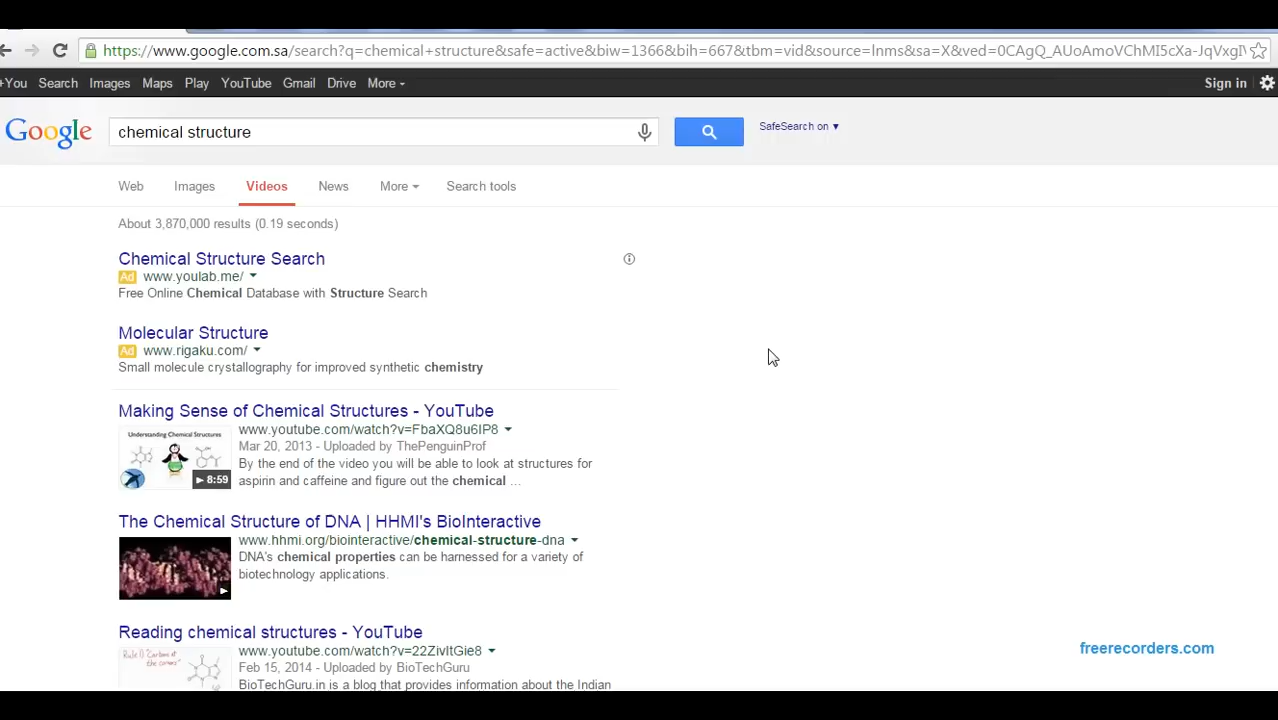 https://www.google.com.sa/search?q=chemical+structure&safe=active&biw=1366&bih=667&tbm=vid&source=lnms&sa=X&ved=0CAgQ_AUoAmoVChMI5cXa-JqVxgI
+You Search Images Maps Play YouTube Gmail Drive More Sign in
Google chemical structure SafeSearch on ▼
Web Images Videos News More Search tools
About 3,870,000 results (0.19 seconds)
Chemical Structure Search
Ad www.youlab.me/
Free Online Chemical Database with Structure Search
Molecular Structure
Ad www.rigaku.com/
Small molecule crystallography for improved synthetic chemistry
Making Sense of Chemical Structures - YouTube
www.youtube.com/watch?v=FbaXQ8u6IP8
Understanding Chemical Structures
Mar 20, 2013 - Uploaded by ThePenguinProf
By the end of the video you will be able to look at structures for
8:59
aspirin and caffeine and figure out the chemical ...
The Chemical Structure of DNA | HHMI's BioInteractive
www.hhmi.org/biointeractive/chemical-structure-dna
DNA's chemical properties can be harnessed for a variety of
biotechnology applications.
Reading chemical structures - YouTube
www.youtube.com/watch?v=22ZivltGie8
Feb 15, 2014 - Uploaded by BioTechGuru
BioTechGuru.in is a blog that provides information about the Indian
freerecorders.com